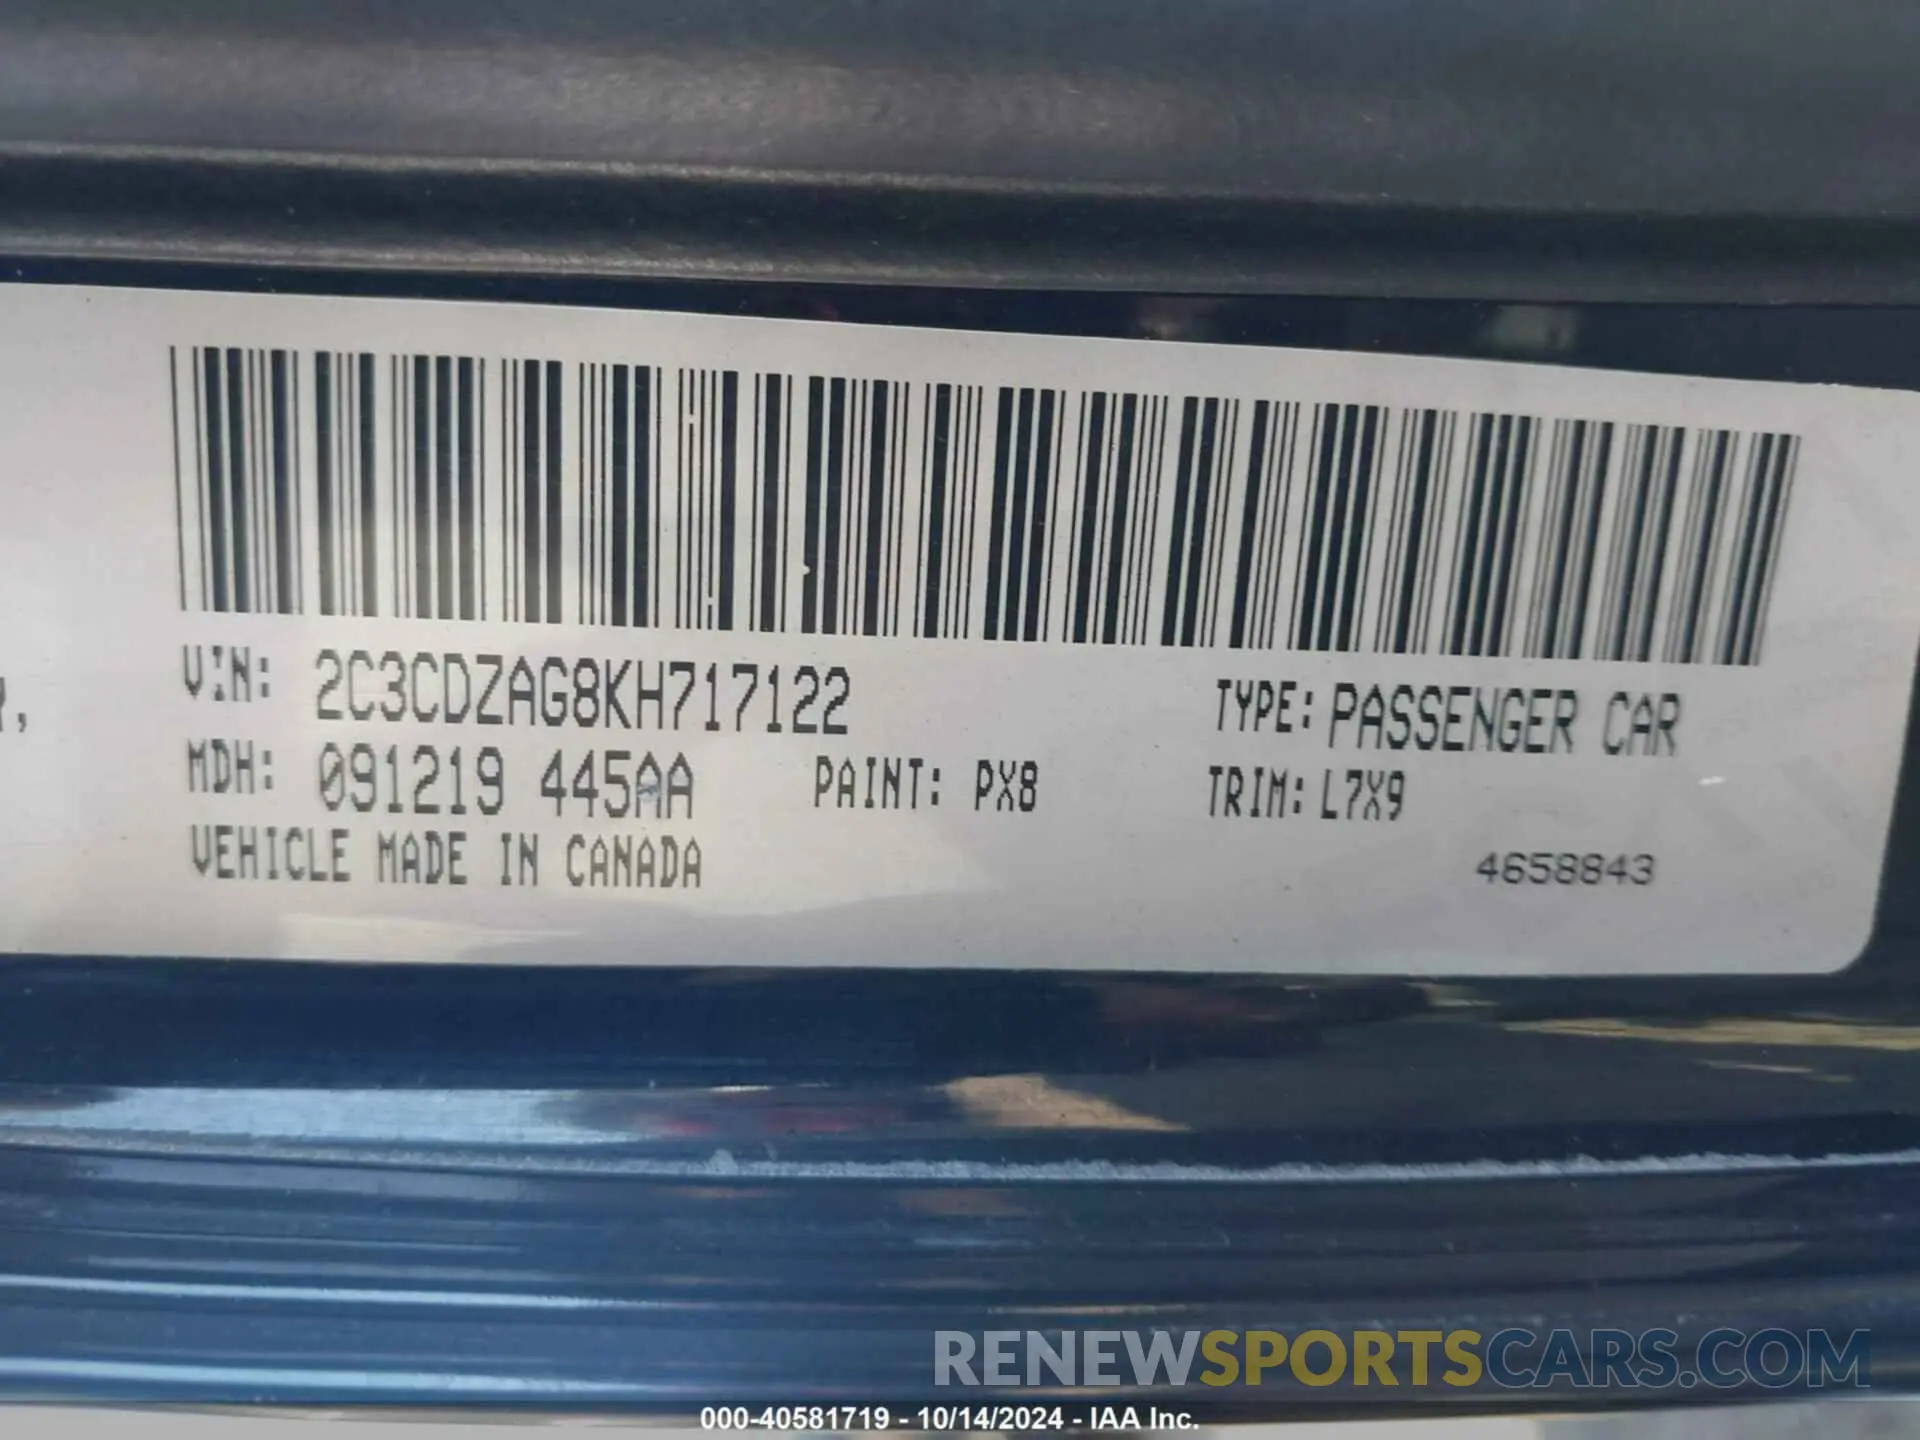 VIN: 2C3CDZAG8KH717122 TYPE: PASSENGER CAR
MDH: 091219 445AA PAINT: PX8 TRIM: L7X9
VEHICLE MADE IN CANADA
4658843
RENEWSPORTSCARS.COM
000-40581719 - 10/14/2024 - IAA Inc.